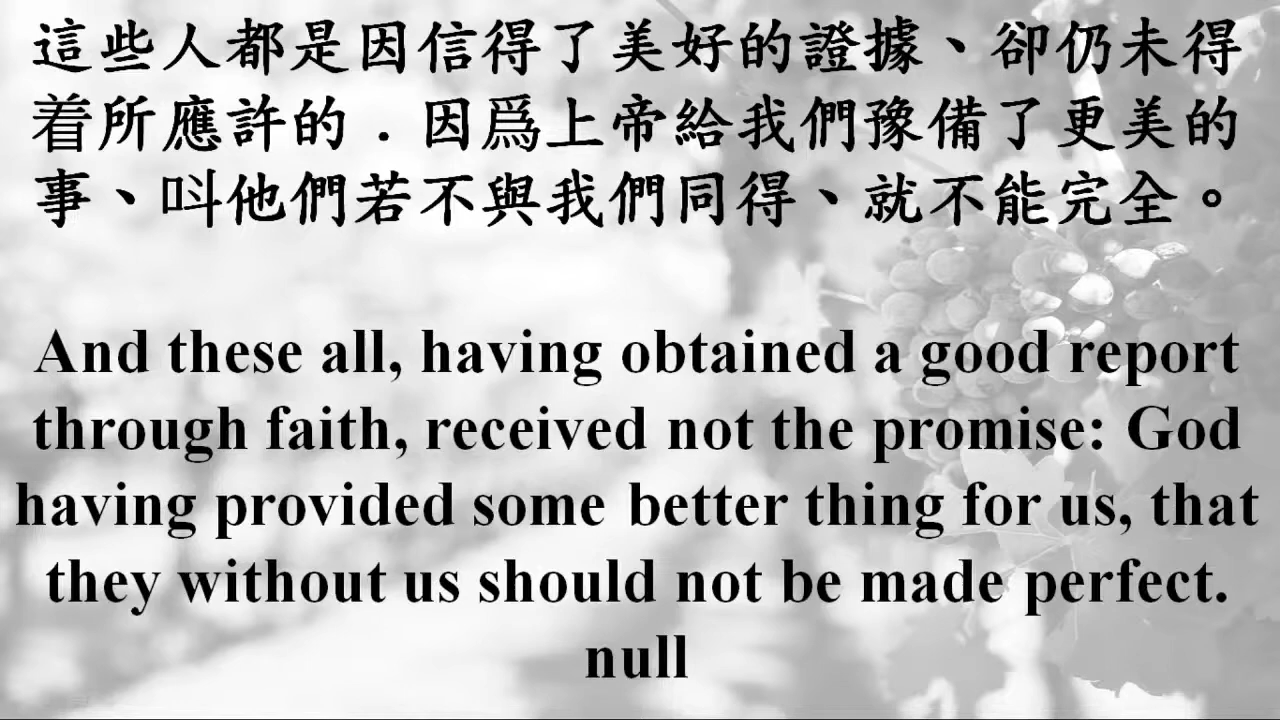 這些人都是因信得了美好的證據、卻仍未得
着所應許的．因爲上帝給我們豫備了更美的
事、呌他們若不與我們同得、就不能完全。
And these all, having obtained a good report
through faith, received not the promise: God
having provided some better thing for us, that
they without us should not be made perfect.
null